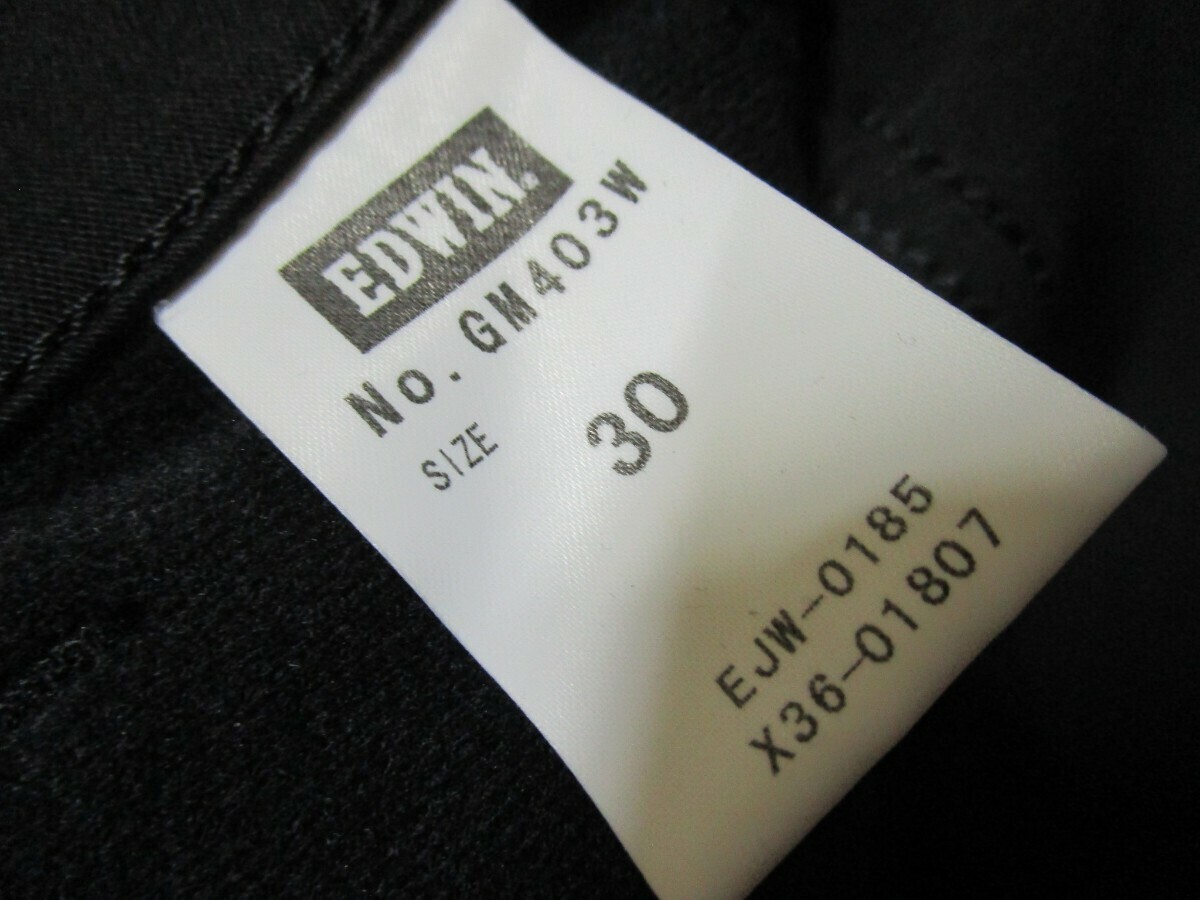 EDWIN.
No. GM403W
SIZE 30
EJW-0185
X36-01807